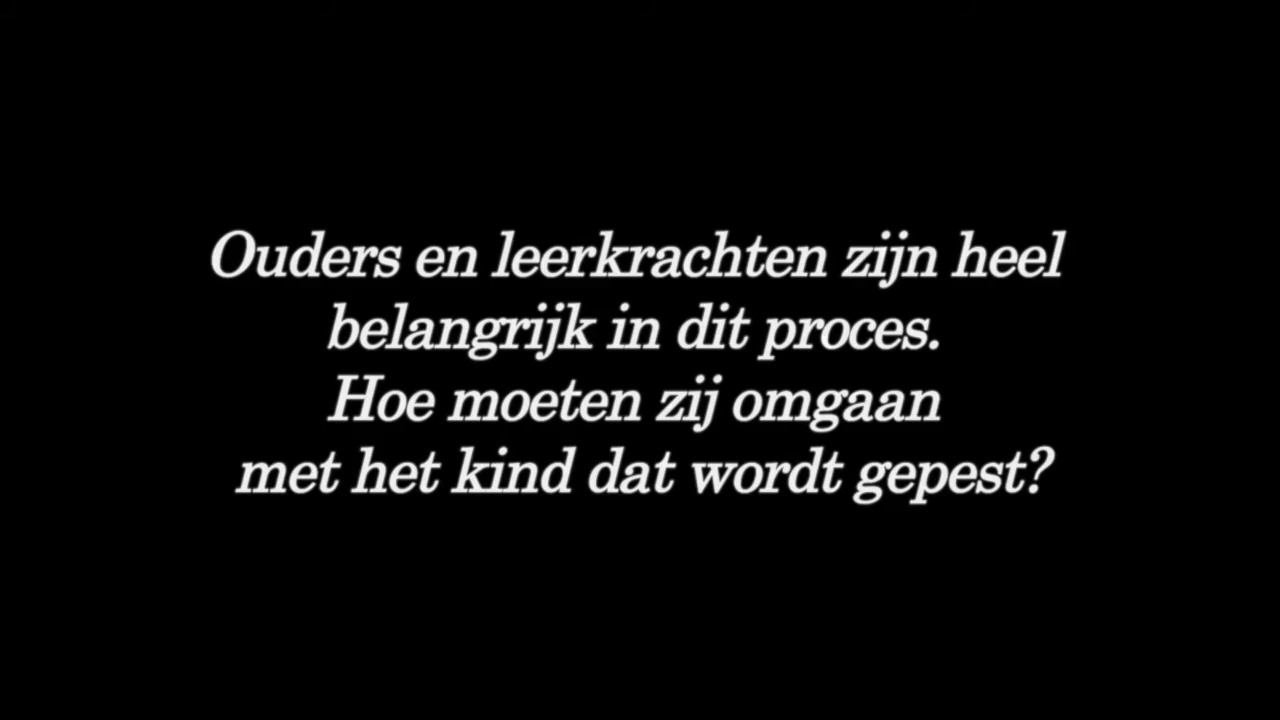 Ouders en leerkrachten zijn heel
belangrijk in dit proces.
Hoe moeten zij omgaan
met het kind dat wordt gepest?